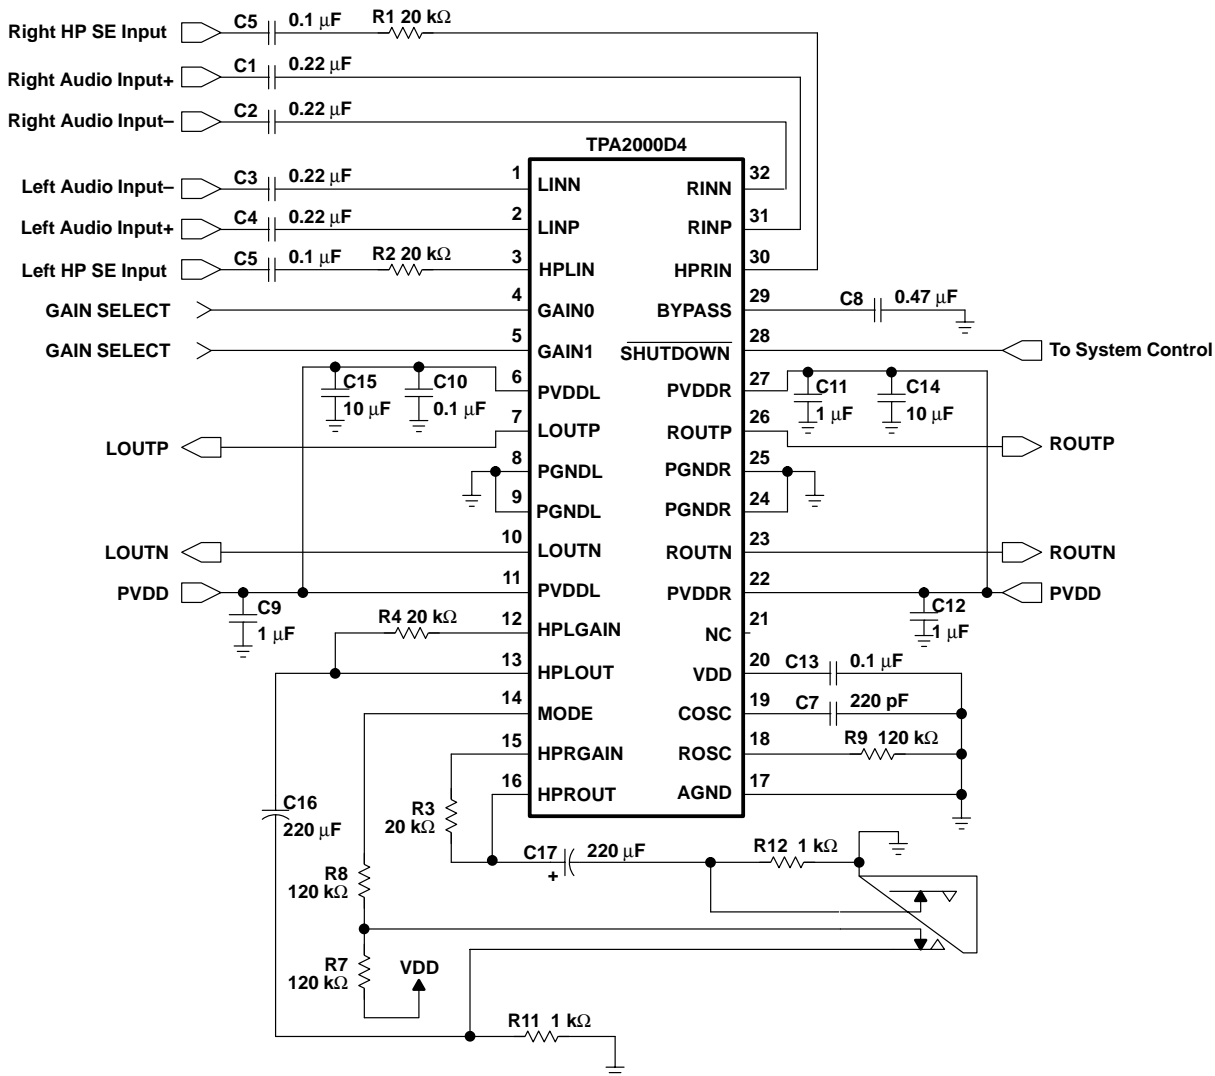 Right HP SE Input
C5
0.1 μF
R1 20 kΩ
Right Audio Input+
C1
0.22 μF
Right Audio Input–
C2
0.22 μF
TPA2000D4
Left Audio Input–
C3
0.22 μF
1
LINN
RINN
32
Left Audio Input+
C4
0.22 μF
2
LINP
RINP
31
Left HP SE Input
C5
0.1 μF
R2 20 kΩ
3
HPLIN
HPRIN
30
GAIN SELECT
4
GAIN0
BYPASS
29
C8
0.47 μF
GAIN SELECT
5
GAIN1
SHUTDOWN
28
To System Control
C15
10 μF
C10
0.1 μF
6
PVDDL
PVDDR
27
C11
1 μF
C14
10 μF
LOUTP
7
LOUTP
ROUTP
26
ROUTP
8
PGNDL
PGNDR
25
9
PGNDL
PGNDR
24
LOUTN
10
LOUTN
ROUTN
23
ROUTN
PVDD
C9
1 μF
11
PVDDL
PVDDR
22
C12
1 μF
PVDD
R4 20 kΩ
12
HPLGAIN
NC
21
13
HPLOUT
VDD
20
C13
0.1 μF
14
MODE
COSC
19
C7
220 pF
15
HPRGAIN
ROSC
18
R9 120 kΩ
16
HPROUT
AGND
17
C16
220 μF
R3
20 kΩ
C17
+
220 μF
R12 1 kΩ
R8
120 kΩ
R7
120 kΩ
VDD
R11 1 kΩ